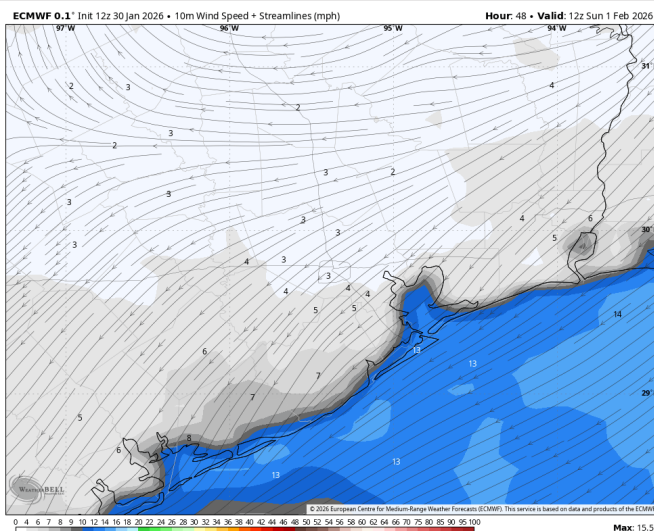 ECMWF 0.1° Init 12z 30 Jan 2026 • 10m Wind Speed + Streamlines (mph) Hour: 48 • Valid: 12z Sun 1 Feb 2026
97°W 96°W 95°W 94°W
31°
2 3 4
2
3
2
3 2
3
3
3 4 6 30°
3 5
3
4 3
3
4 4 4
5 5 14
13
6 13
7
7 29°
5
8
6
13 13
WEATHERBELL
© 2026 European Centre for Medium-Range Weather Forecasts (ECMWF). This service is based on data and products of the ECMWF
0 4 6 7 8 9 10 12 14 16 18 20 22 24 26 28 30 32 34 36 38 40 42 44 46 48 50 52 54 56 58 60 65 70 75 80 85 90 95 100
Max: 15.5